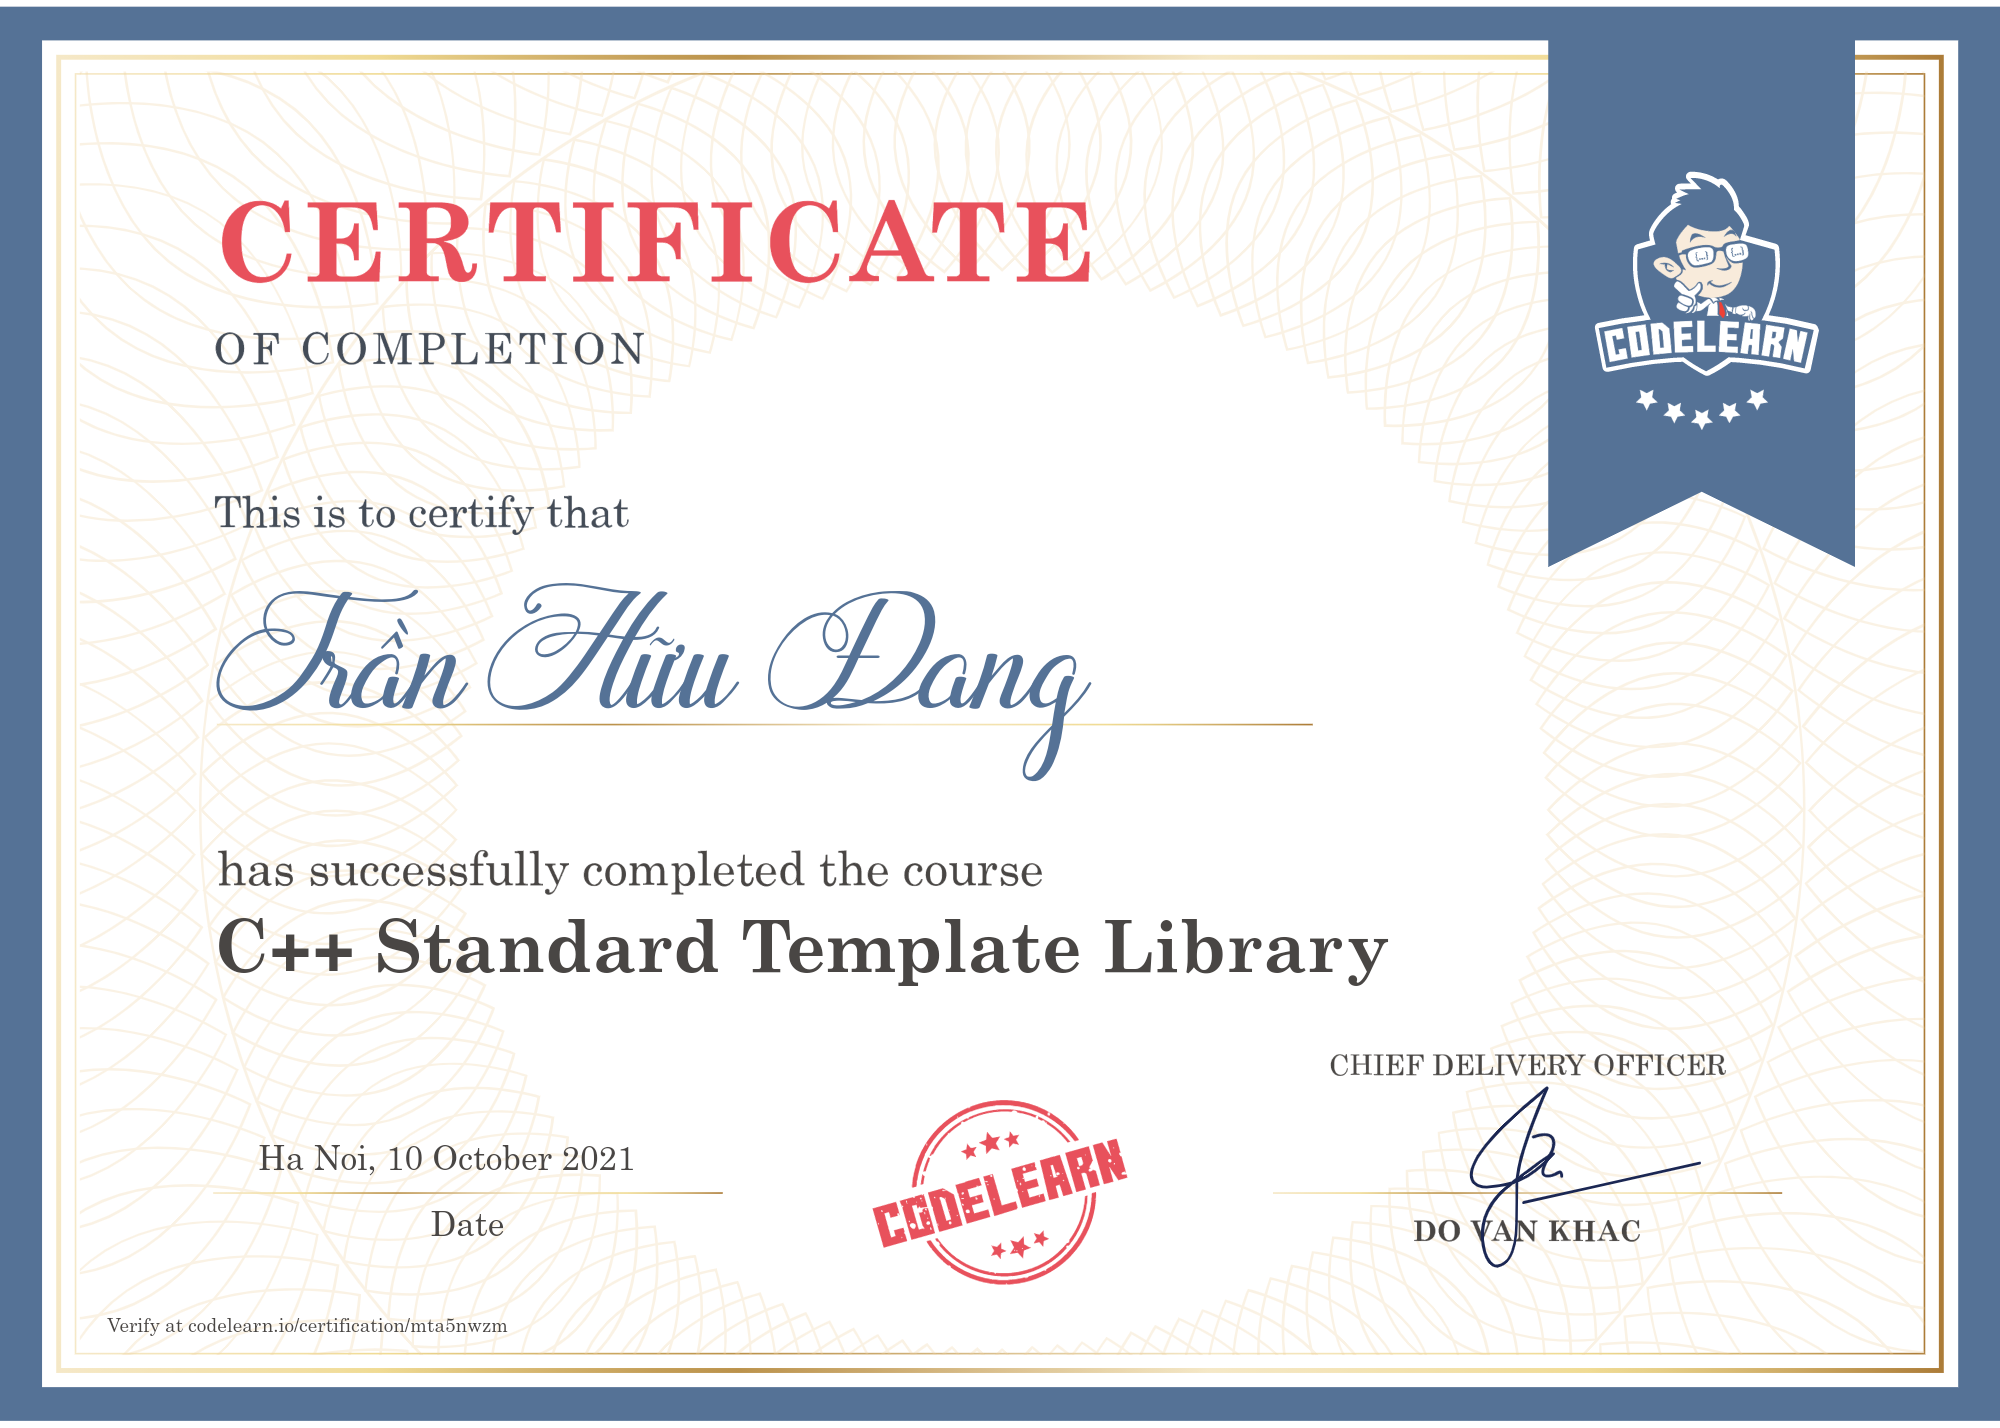 CERTIFICATE
OF COMPLETION
CODELEARN
This is to certify that
Trần Hữu Đang
has successfully completed the course
C++ Standard Template Library
CHIEF DELIVERY OFFICER
Ha Noi, 10 October 2021
Date
CODELEARN
DO VAN KHAC
Verify at codelearn.io/certification/mta5nwzm